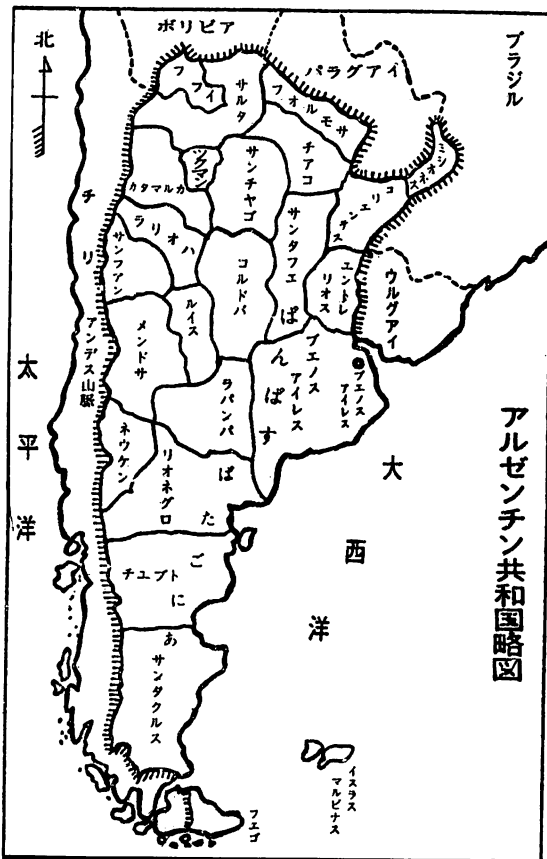 アルゼンチン共和国略図
北
ボリビア
パラグアイ
ブラジル
フフイ
サルタ
フオルモサ
チアコ
ミシオネス
ツクマン
カタマルカ
サンチヤゴ
コリエンテス
サンタフエ
ラリオハ
サンフアン
コルドバ
エントレ
リオス
ウルグアイ
チリ
アンデス山脈
メンドサ
ルイス
ぱんぱす
ブエノス
アイレス
ブエノス
アイレス
ラパンパ
ネウケン
リオネグロ
ぱたごにあ
チユブト
サンタクルス
フエゴ
イスラス
マルビナス
太平洋
大西洋